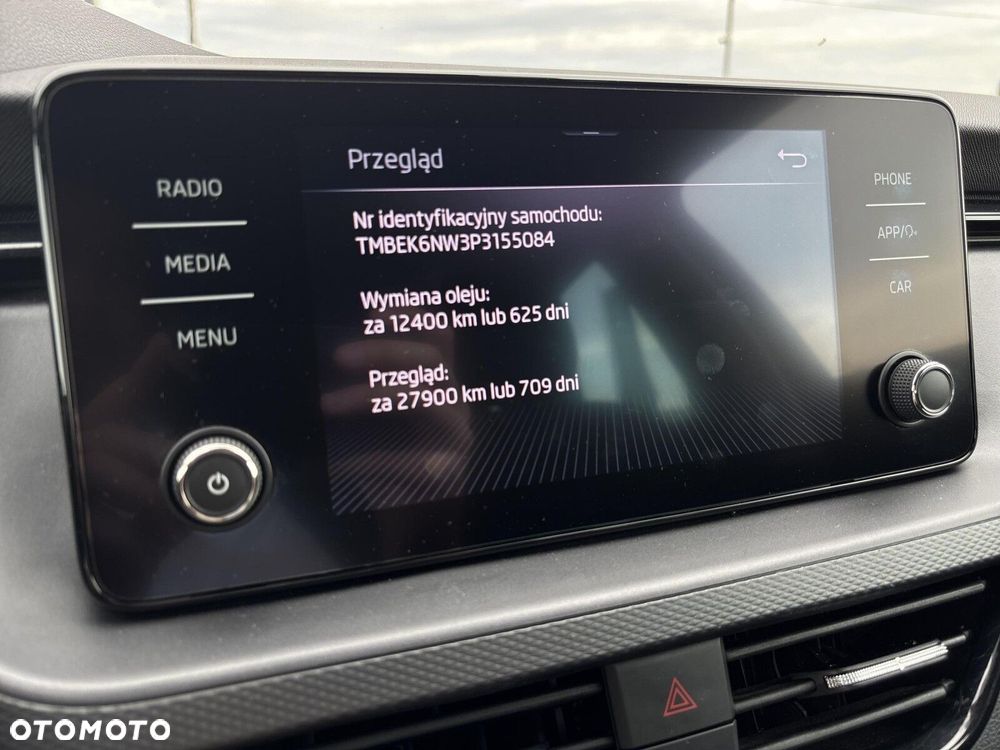 Przegląd
RADIO
MEDIA
MENU
Nr identyfikacyjny samochodu:
TMBEK6NW3P3155084
Wymiana oleju:
za 12400 km lub 625 dni
Przegląd:
za 27900 km lub 709 dni
PHONE
APP/
CAR
OTOMOTO